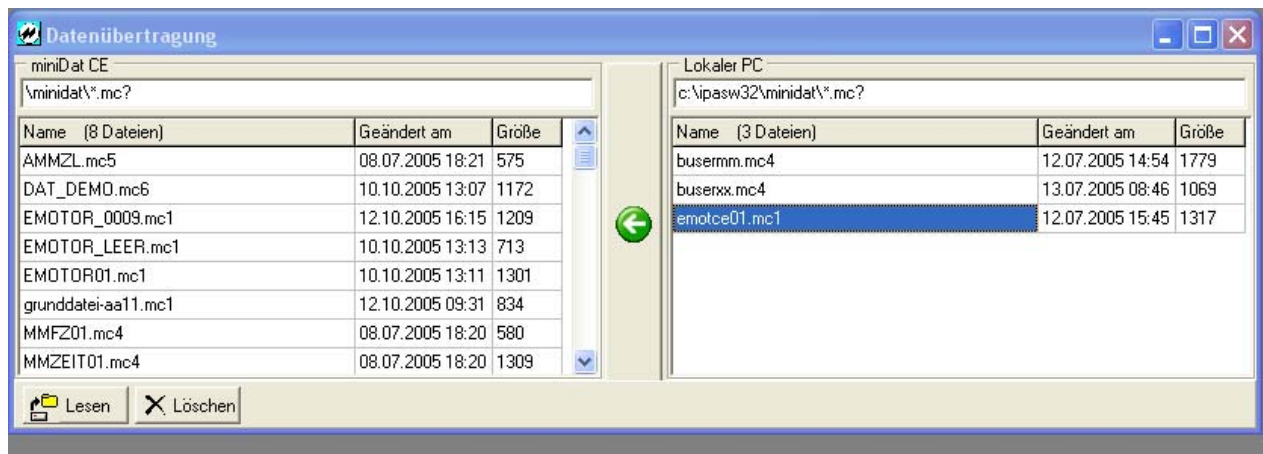 Datenübertragung
miniDat CE
\minidat\*.mc?
Name (8 Dateien) Geändert am Größe
AMMZL.mc5 08.07.2005 18:21 575
DAT_DEMO.mc6 10.10.2005 13:07 1172
EMOTOR_0009.mc1 12.10.2005 16:15 1209
EMOTOR_LEER.mc1 10.10.2005 13:13 713
EMOTOR01.mc1 10.10.2005 13:11 1301
grunddatei-aa11.mc1 12.10.2005 09:31 834
MMFZ01.mc4 08.07.2005 18:20 580
MMZEIT01.mc4 08.07.2005 18:20 1309
Lokaler PC
c:\ipasw32\minidat\*.mc?
Name (3 Dateien) Geändert am Größe
busermm.mc4 12.07.2005 14:54 1779
buserxx.mc4 13.07.2005 08:46 1069
emotce01.mc1 12.07.2005 15:45 1317
Lesen Löschen